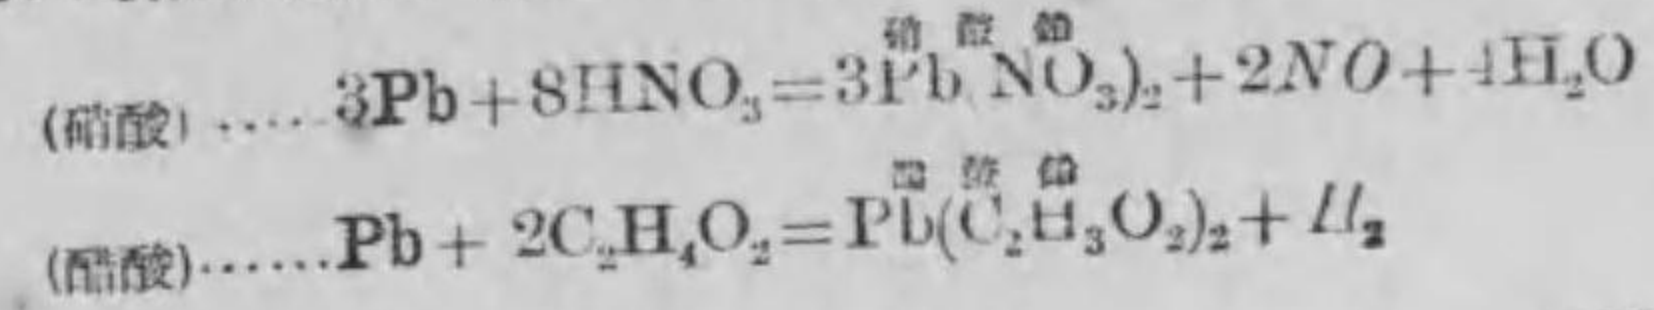 硝酸鉛
(硝酸).....3Pb+8HNO₃=3Pb(NO₃)₂+2NO+4H₂O
醋酸鉛
(醋酸)......Pb+2C₂H₄O₂=Pb(C₂H₃O₂)₂+H₂